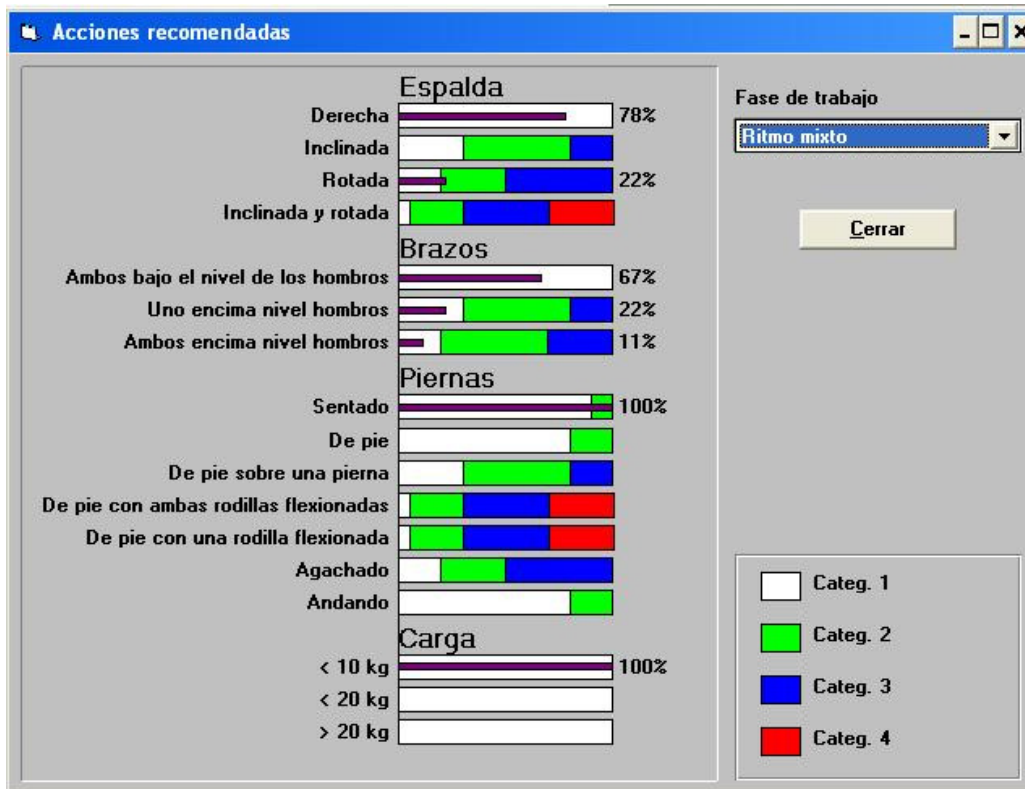 Acciones recomendadas
Espalda
Derecha 78%
Inclinada
Rotada 22%
Inclinada y rotada
Brazos
Ambos bajo el nivel de los hombros 67%
Uno encima nivel hombros 22%
Ambos encima nivel hombros 11%
Piernas
Sentado 100%
De pie
De pie sobre una pierna
De pie con ambas rodillas flexionadas
De pie con una rodilla flexionada
Agachado
Andando
Carga
< 10 kg 100%
< 20 kg
> 20 kg
Fase de trabajo
Ritmo mixto
Cerrar
Categ. 1
Categ. 2
Categ. 3
Categ. 4